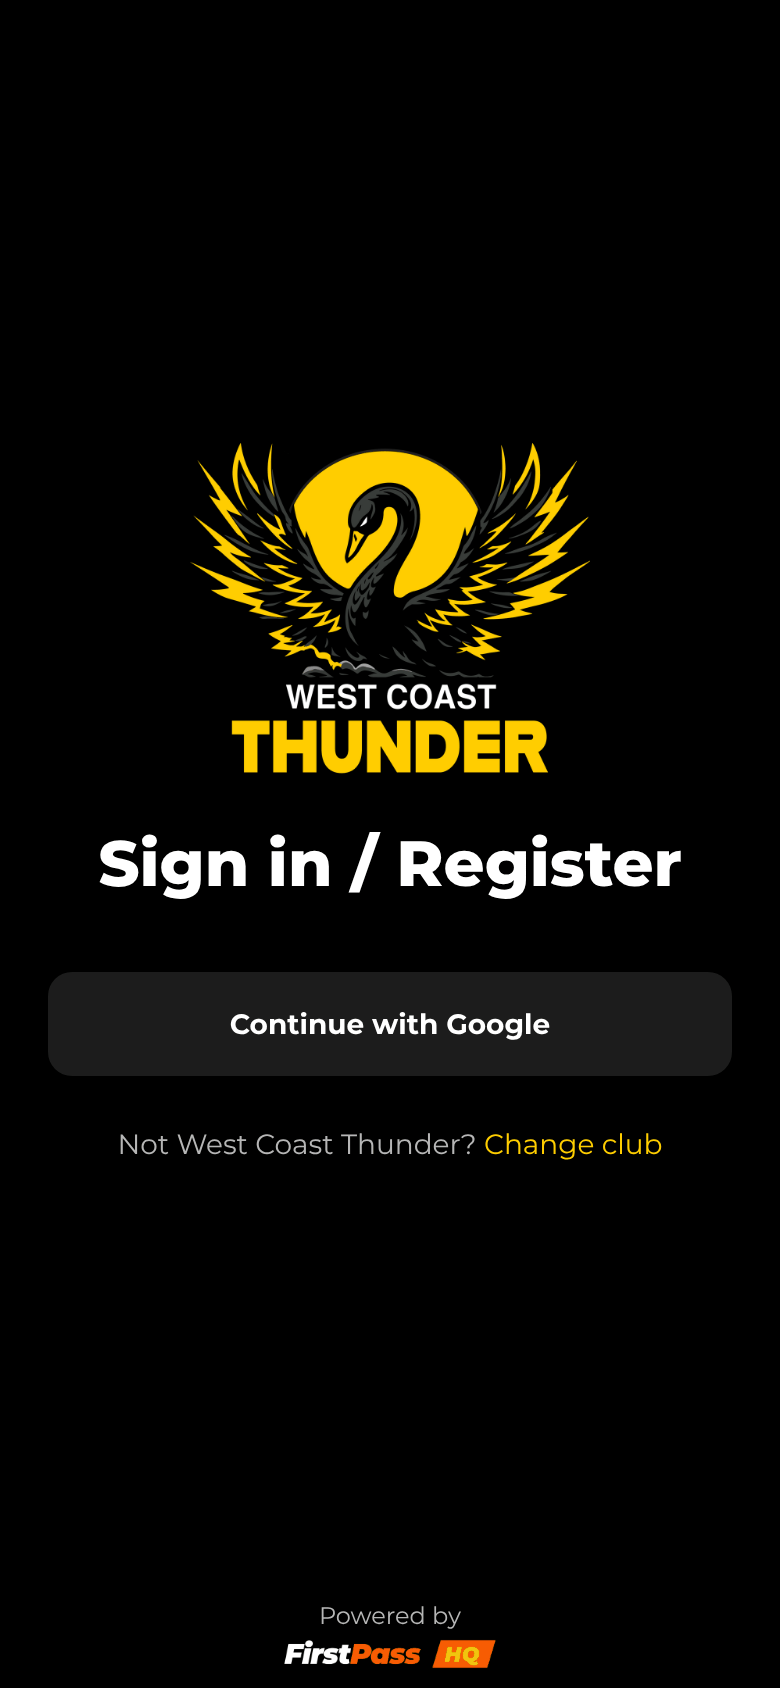 WEST COAST
THUNDER
Sign in / Register
Continue with Google
Not West Coast Thunder? Change club
Powered by
FirstPass HQ